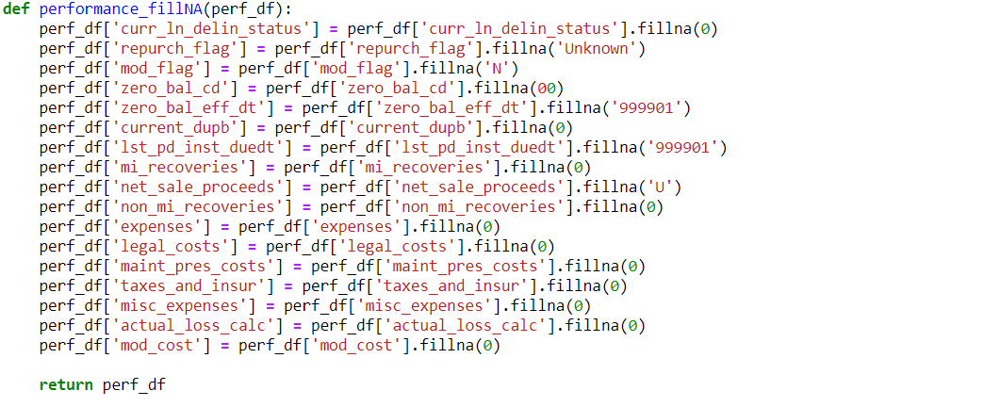 def performance_fillNA(perf_df):
    perf_df['curr_ln_delin_status'] = perf_df['curr_ln_delin_status'].fillna(0)
    perf_df['repurch_flag'] = perf_df['repurch_flag'].fillna('Unknown')
    perf_df['mod_flag'] = perf_df['mod_flag'].fillna('N')
    perf_df['zero_bal_cd'] = perf_df['zero_bal_cd'].fillna(00)
    perf_df['zero_bal_eff_dt'] = perf_df['zero_bal_eff_dt'].fillna('999901')
    perf_df['current_dupb'] = perf_df['current_dupb'].fillna(0)
    perf_df['lst_pd_inst_duedt'] = perf_df['lst_pd_inst_duedt'].fillna('999901')
    perf_df['mi_recoveries'] = perf_df['mi_recoveries'].fillna(0)
    perf_df['net_sale_proceeds'] = perf_df['net_sale_proceeds'].fillna('U')
    perf_df['non_mi_recoveries'] = perf_df['non_mi_recoveries'].fillna(0)
    perf_df['expenses'] = perf_df['expenses'].fillna(0)
    perf_df['legal_costs'] = perf_df['legal_costs'].fillna(0)
    perf_df['maint_pres_costs'] = perf_df['maint_pres_costs'].fillna(0)
    perf_df['taxes_and_insur'] = perf_df['taxes_and_insur'].fillna(0)
    perf_df['misc_expenses'] = perf_df['misc_expenses'].fillna(0)
    perf_df['actual_loss_calc'] = perf_df['actual_loss_calc'].fillna(0)
    perf_df['mod_cost'] = perf_df['mod_cost'].fillna(0)

    return perf_df